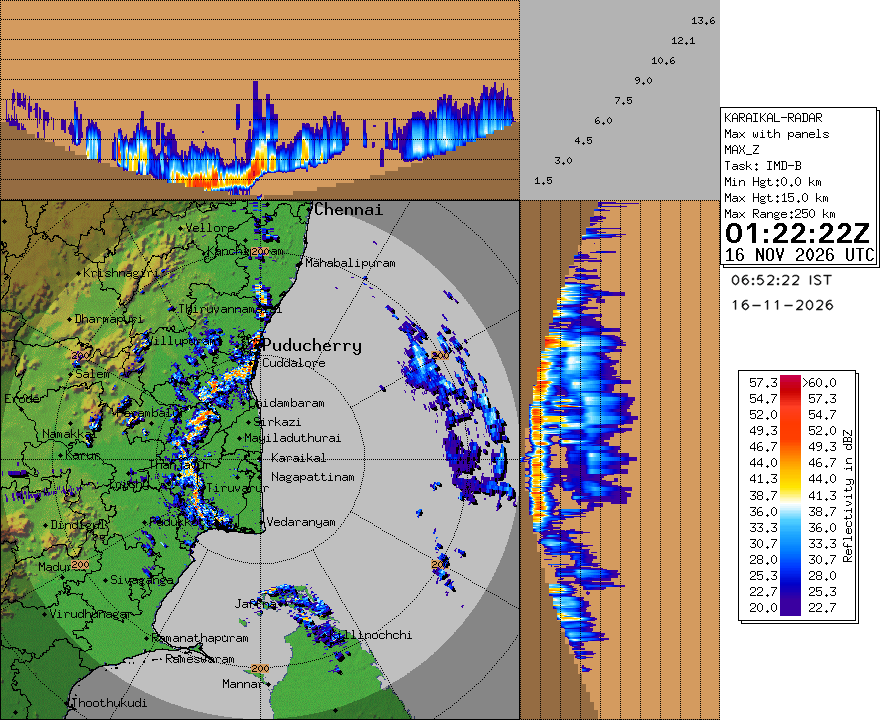 13.6
12.1
10.6
9.0
7.5
6.0
4.5
3.0
1.5
KARAIKAL-RADAR
Max with panels
MAX_Z
Task: IMD-B
Min Hgt:0.0 km
Max Hgt:15.0 km
Max Range:250 km
01:22:22Z
16 NOV 2026 UTC
06:52:22 IST
16-11-2026
Chennai
Vellore
200
Mahabalipuram
Krishnagiri
Dharmapuri
Puducherry
200
200
Cuddalore
Salem
Sirkazi
Mayiladuthurai
Namakkal
Karur
Karaikal
Nagapattinam
Tiruvarur
Vedaranyam
200
200
Sivaganga
Virudhunagar
Ramanathapuram
Rameswaram
200
Mannar
Thoothukudi
57.3 >60.0
54.7 57.3
52.0 54.7
49.3 52.0
46.7 49.3
44.0 46.7
41.3 44.0
38.7 41.3
36.0 38.7
33.3 36.0
30.7 33.3
28.0 30.7
25.3 28.0
22.7 25.3
20.0 22.7
Reflectivity in dBZ